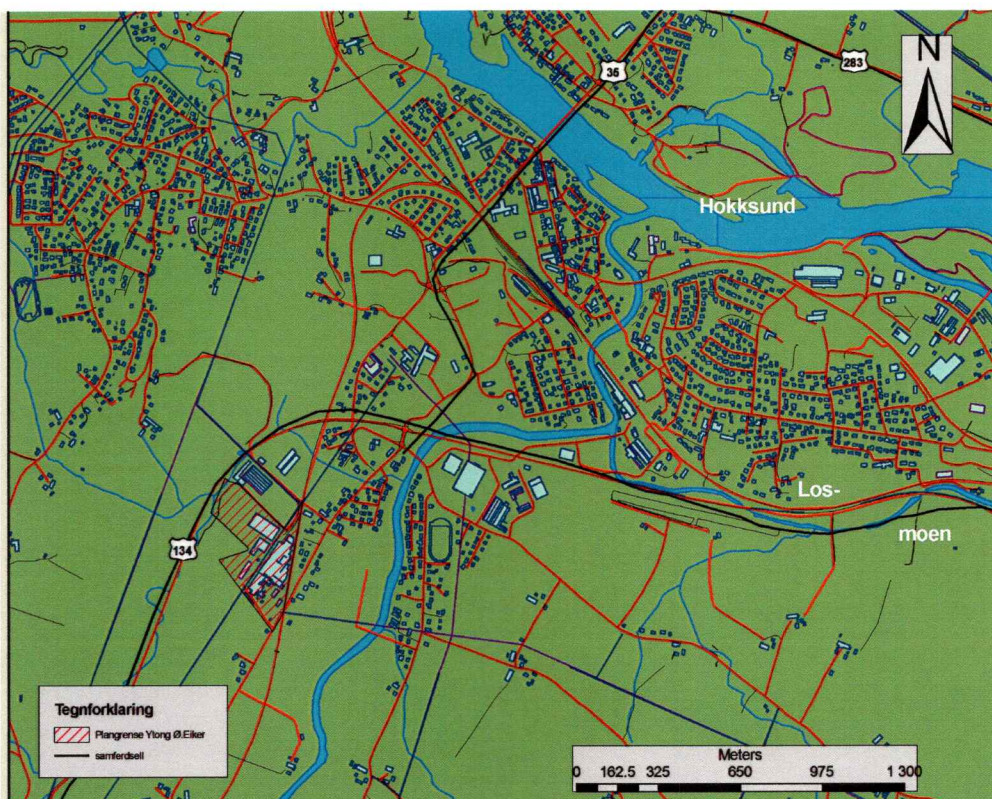 N
35
283
Hokksund
Los-
moen
134
Tegnforklaring
Plangrense Ytong Ø.Eiker
samferdsell
Meters
0 162.5 325 650 975 1 300